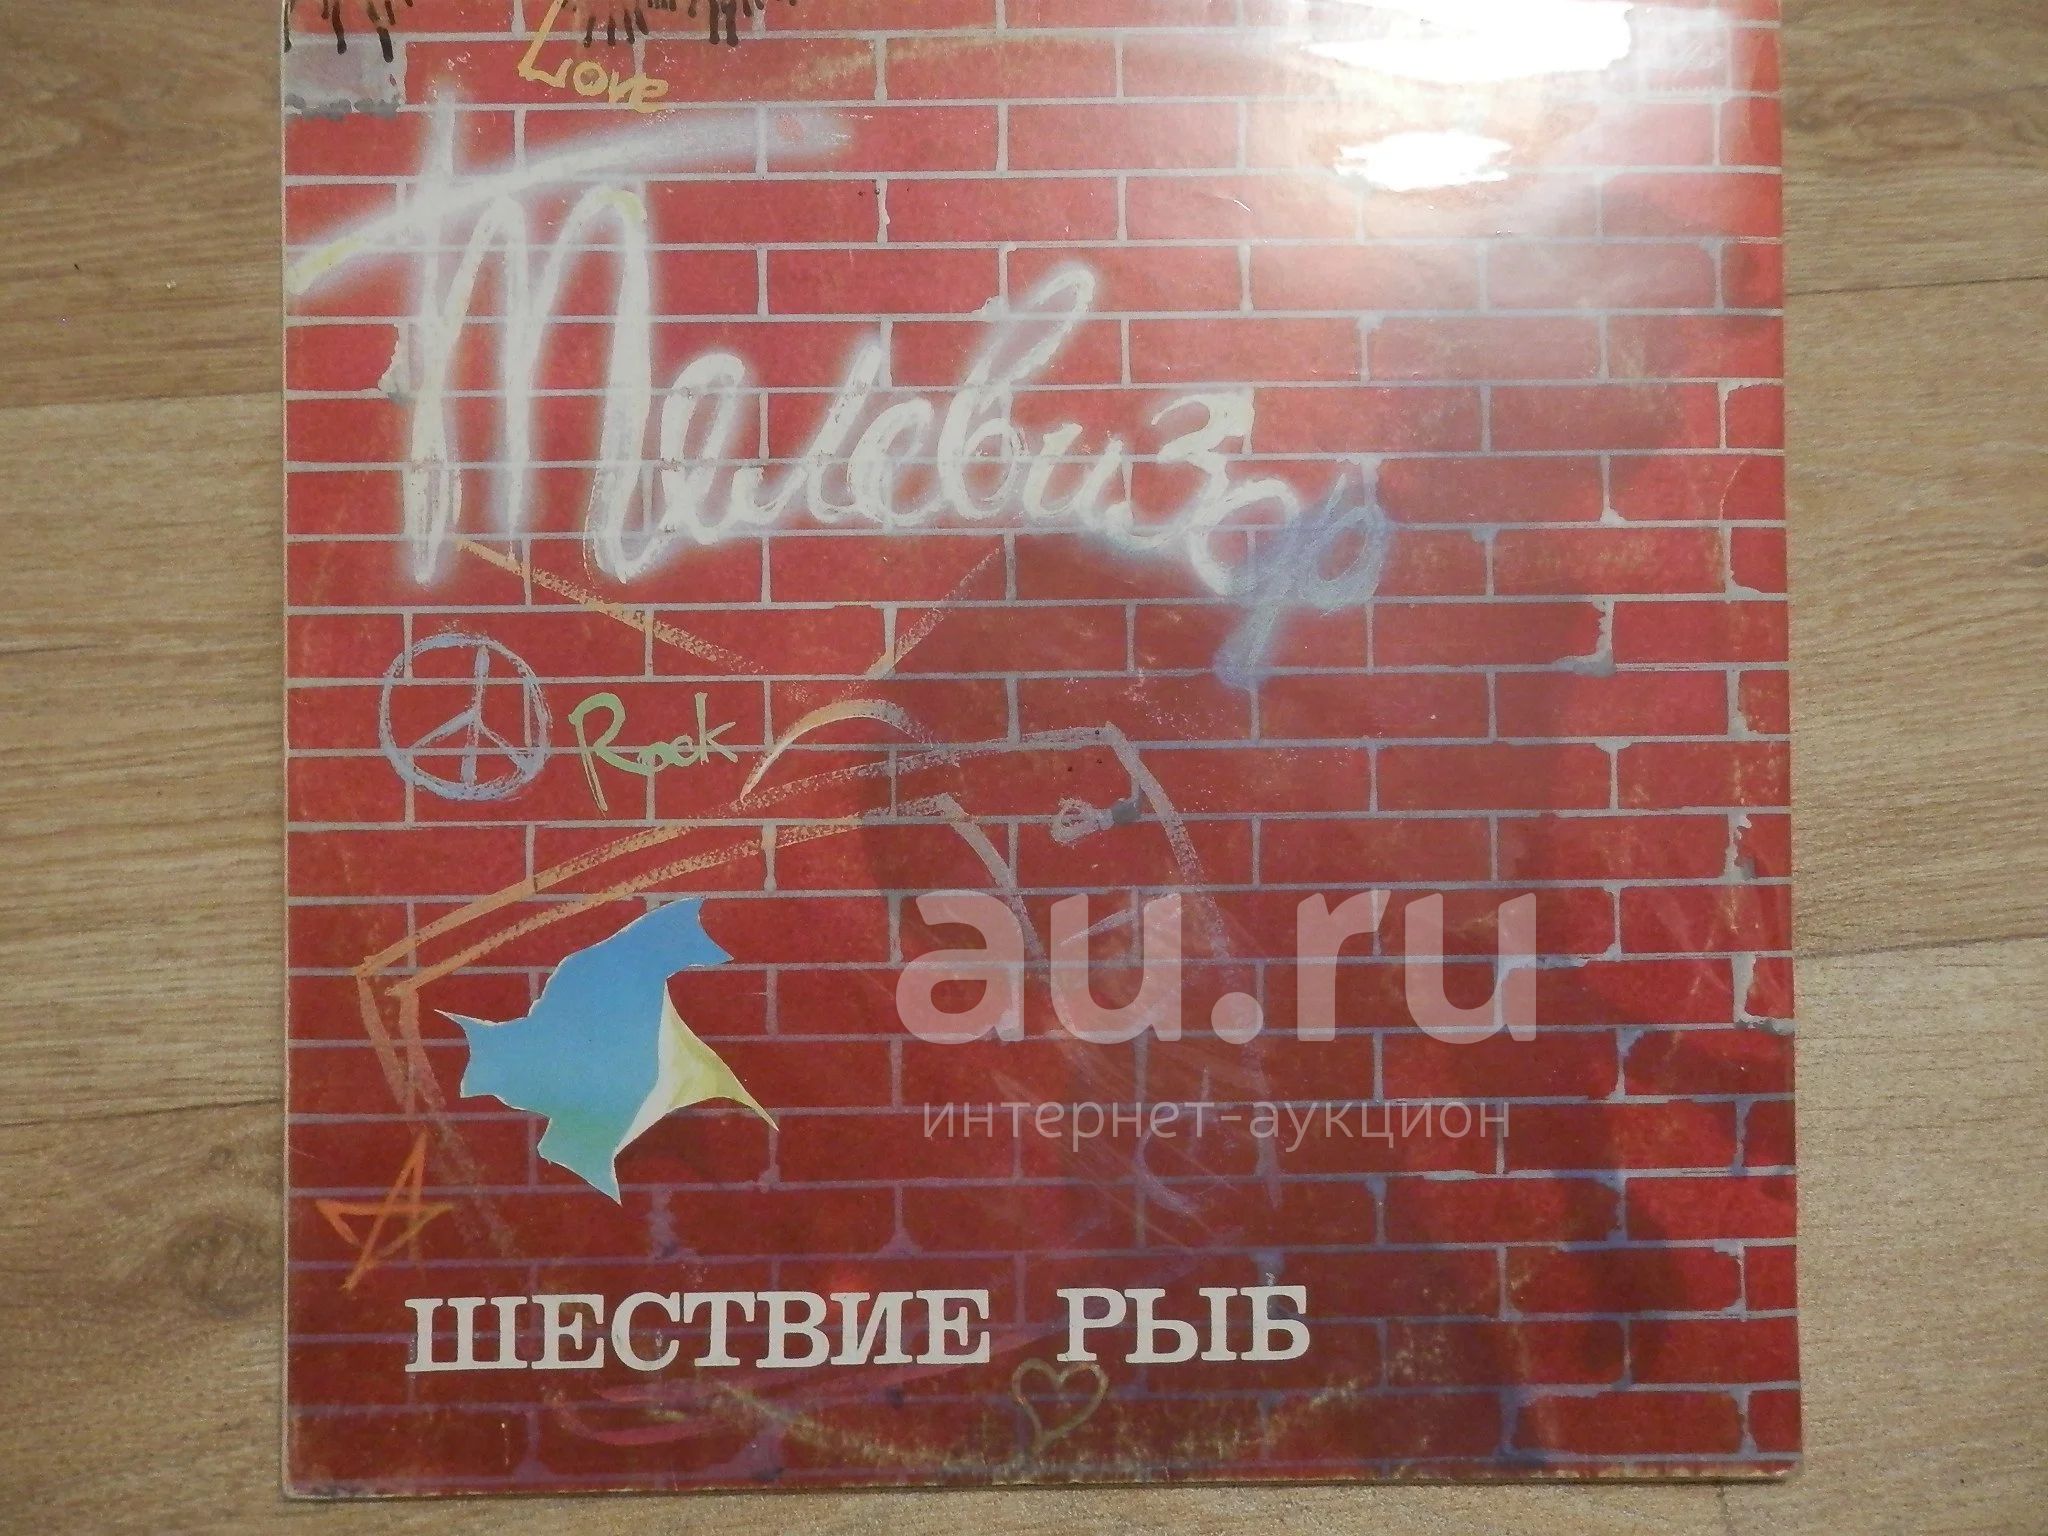 Love
Телевизор
Rock
au.ru
интернет-аукцион
ШЕСТВИЕ РЫБ